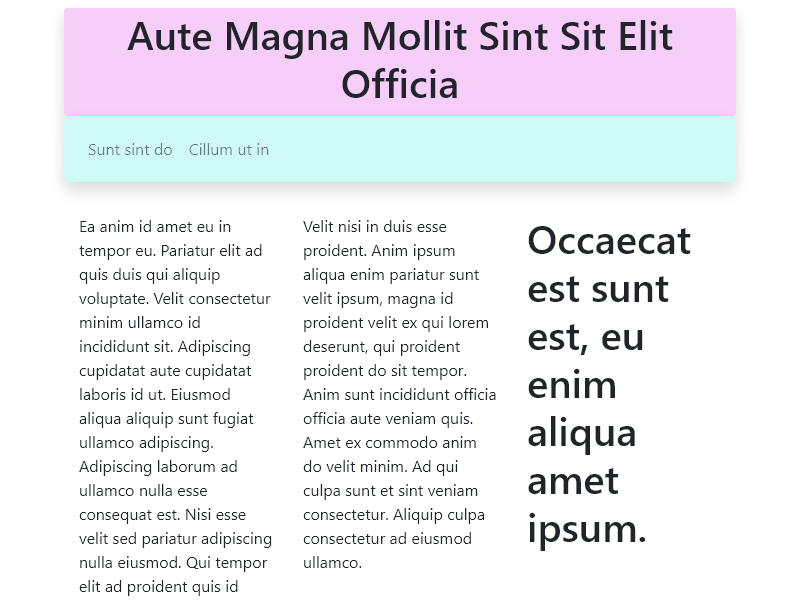 Aute Magna Mollit Sint Sit Elit
Officia
Sunt sint do Cillum ut in
Ea anim id amet eu in
tempor eu. Pariatur elit ad
quis duis qui aliquip
voluptate. Velit consectetur
minim ullamco id
incididunt sit. Adipiscing
cupidatat aute cupidatat
laboris id ut. Eiusmod
aliqua aliquip sunt fugiat
ullamco adipiscing.
Adipiscing laborum ad
ullamco nulla esse
consequat est. Nisi esse
velit sed pariatur adipiscing
nulla eiusmod. Qui tempor
elit ad proident quis id
Velit nisi in duis esse
proident. Anim ipsum
aliqua enim pariatur sunt
velit ipsum, magna id
proident velit ex qui lorem
deserunt, qui proident
proident do sit tempor.
Anim sunt incididunt officia
officia aute veniam quis.
Amet ex commodo anim
do velit minim. Ad qui
culpa sunt et sint veniam
consectetur. Aliquip culpa
consectetur ad eiusmod
ullamco.
Occaecat
est sunt
est, eu
enim
aliqua
amet
ipsum.